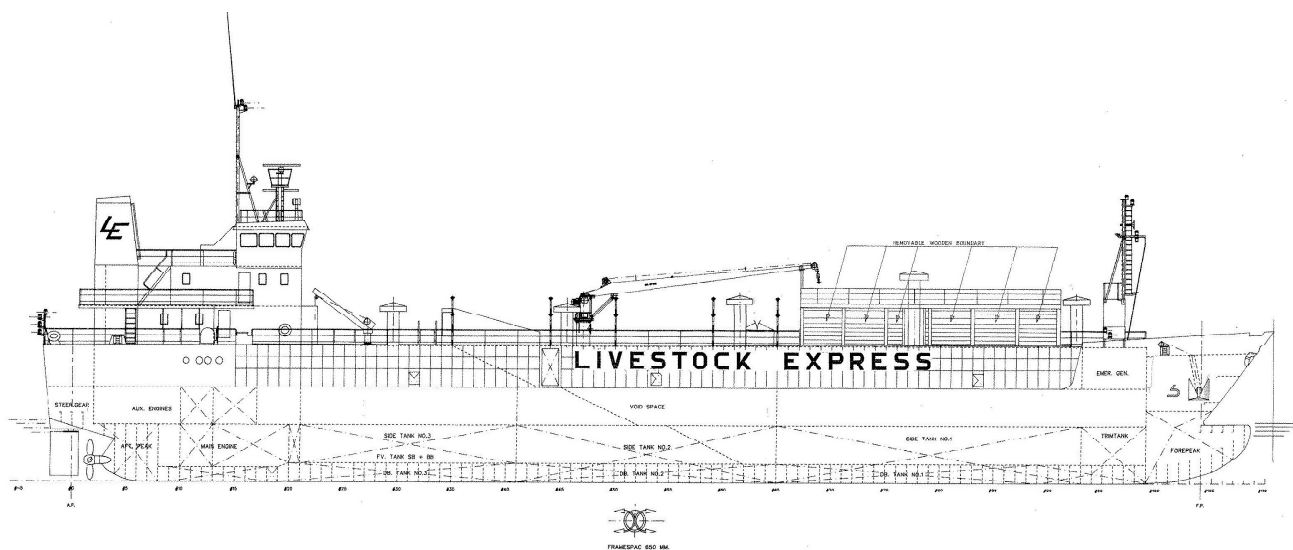 LE
REMOVABLE WOODEN BOUNDARY
LIVESTOCK EXPRESS
EMER. GEN.
STEER.GEAR.
AUX. ENGINES
VOID SPACE
AFT. PEAK
MAIN ENGINE
SIDE TANK NO.3
SIDE TANK NO.2
SIDE TANK NO.1
TRIMTANK
FOREPEAK
FV. TANK SB + BB
DB. TANK NO.3
DB. TANK NO.2
DB. TANK NO.1
A.P.
F.P.
FRAMESPAC 650 MM.